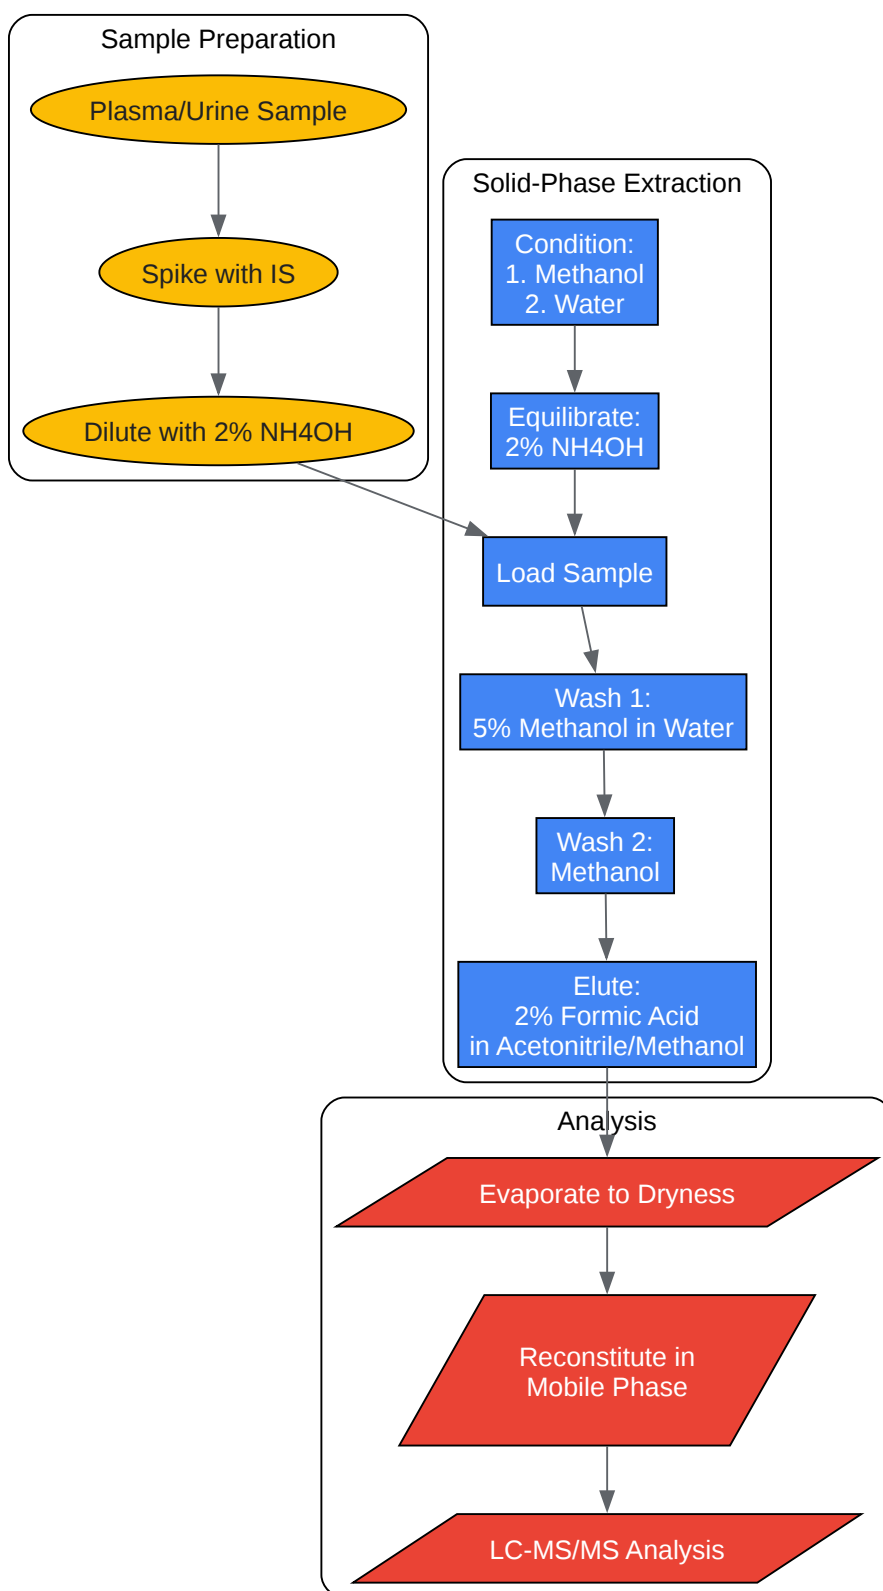 Sample Preparation
Plasma/Urine Sample
Spike with IS
Dilute with 2% NH4OH
Solid-Phase Extraction
Condition:
1. Methanol
2. Water
Equilibrate:
2% NH4OH
Load Sample
Wash 1:
5% Methanol in Water
Wash 2:
Methanol
Elute:
2% Formic Acid
in Acetonitrile/Methanol
Analysis
Evaporate to Dryness
Reconstitute in
Mobile Phase
LC-MS/MS Analysis